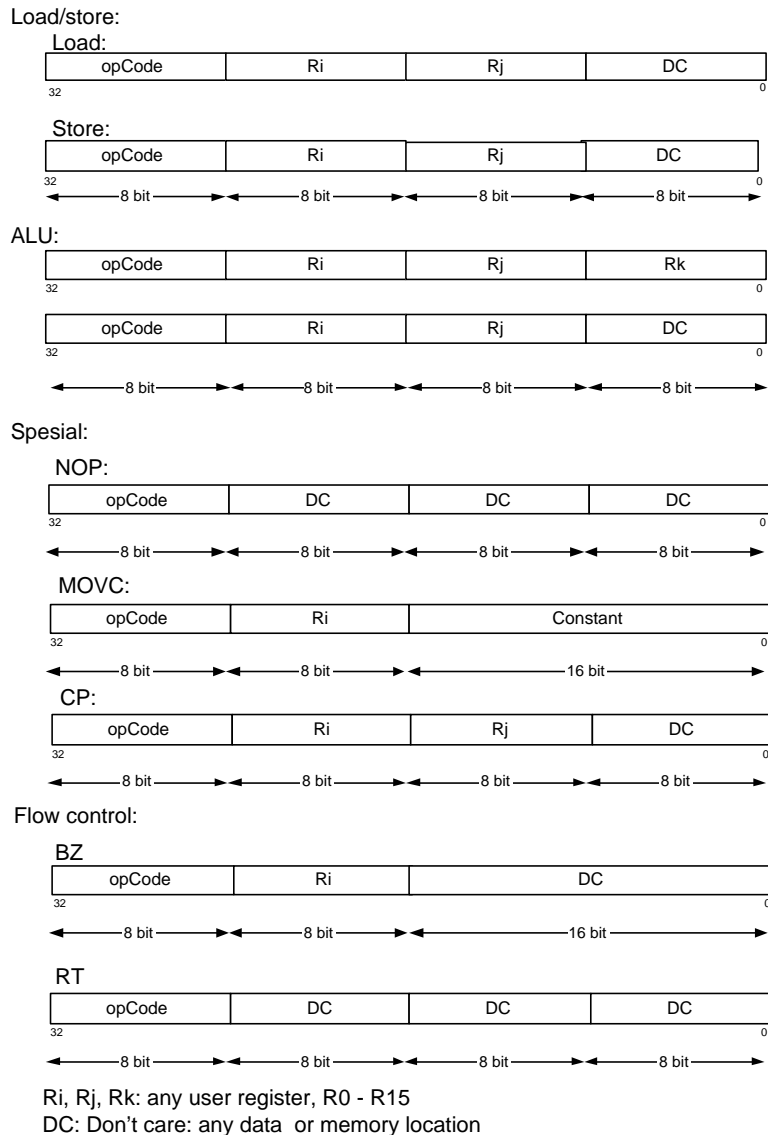 Load/store:
Load:
opCode Ri Rj DC
32 0
Store:
opCode Ri Rj DC
32 0
8 bit 8 bit 8 bit 8 bit
ALU:
opCode Ri Rj Rk
32 0
opCode Ri Rj DC
32 0
8 bit 8 bit 8 bit 8 bit
Spesial:
NOP:
opCode DC DC DC
32 0
8 bit 8 bit 8 bit 8 bit
MOVC:
opCode Ri Constant
32 0
8 bit 8 bit 16 bit
CP:
opCode Ri Rj DC
32 0
8 bit 8 bit 8 bit 8 bit
Flow control:
BZ
opCode Ri DC
32 0
8 bit 8 bit 16 bit
RT
opCode DC DC DC
32 0
8 bit 8 bit 8 bit 8 bit
Ri, Rj, Rk: any user register, R0 - R15
DC: Don't care: any data or memory location